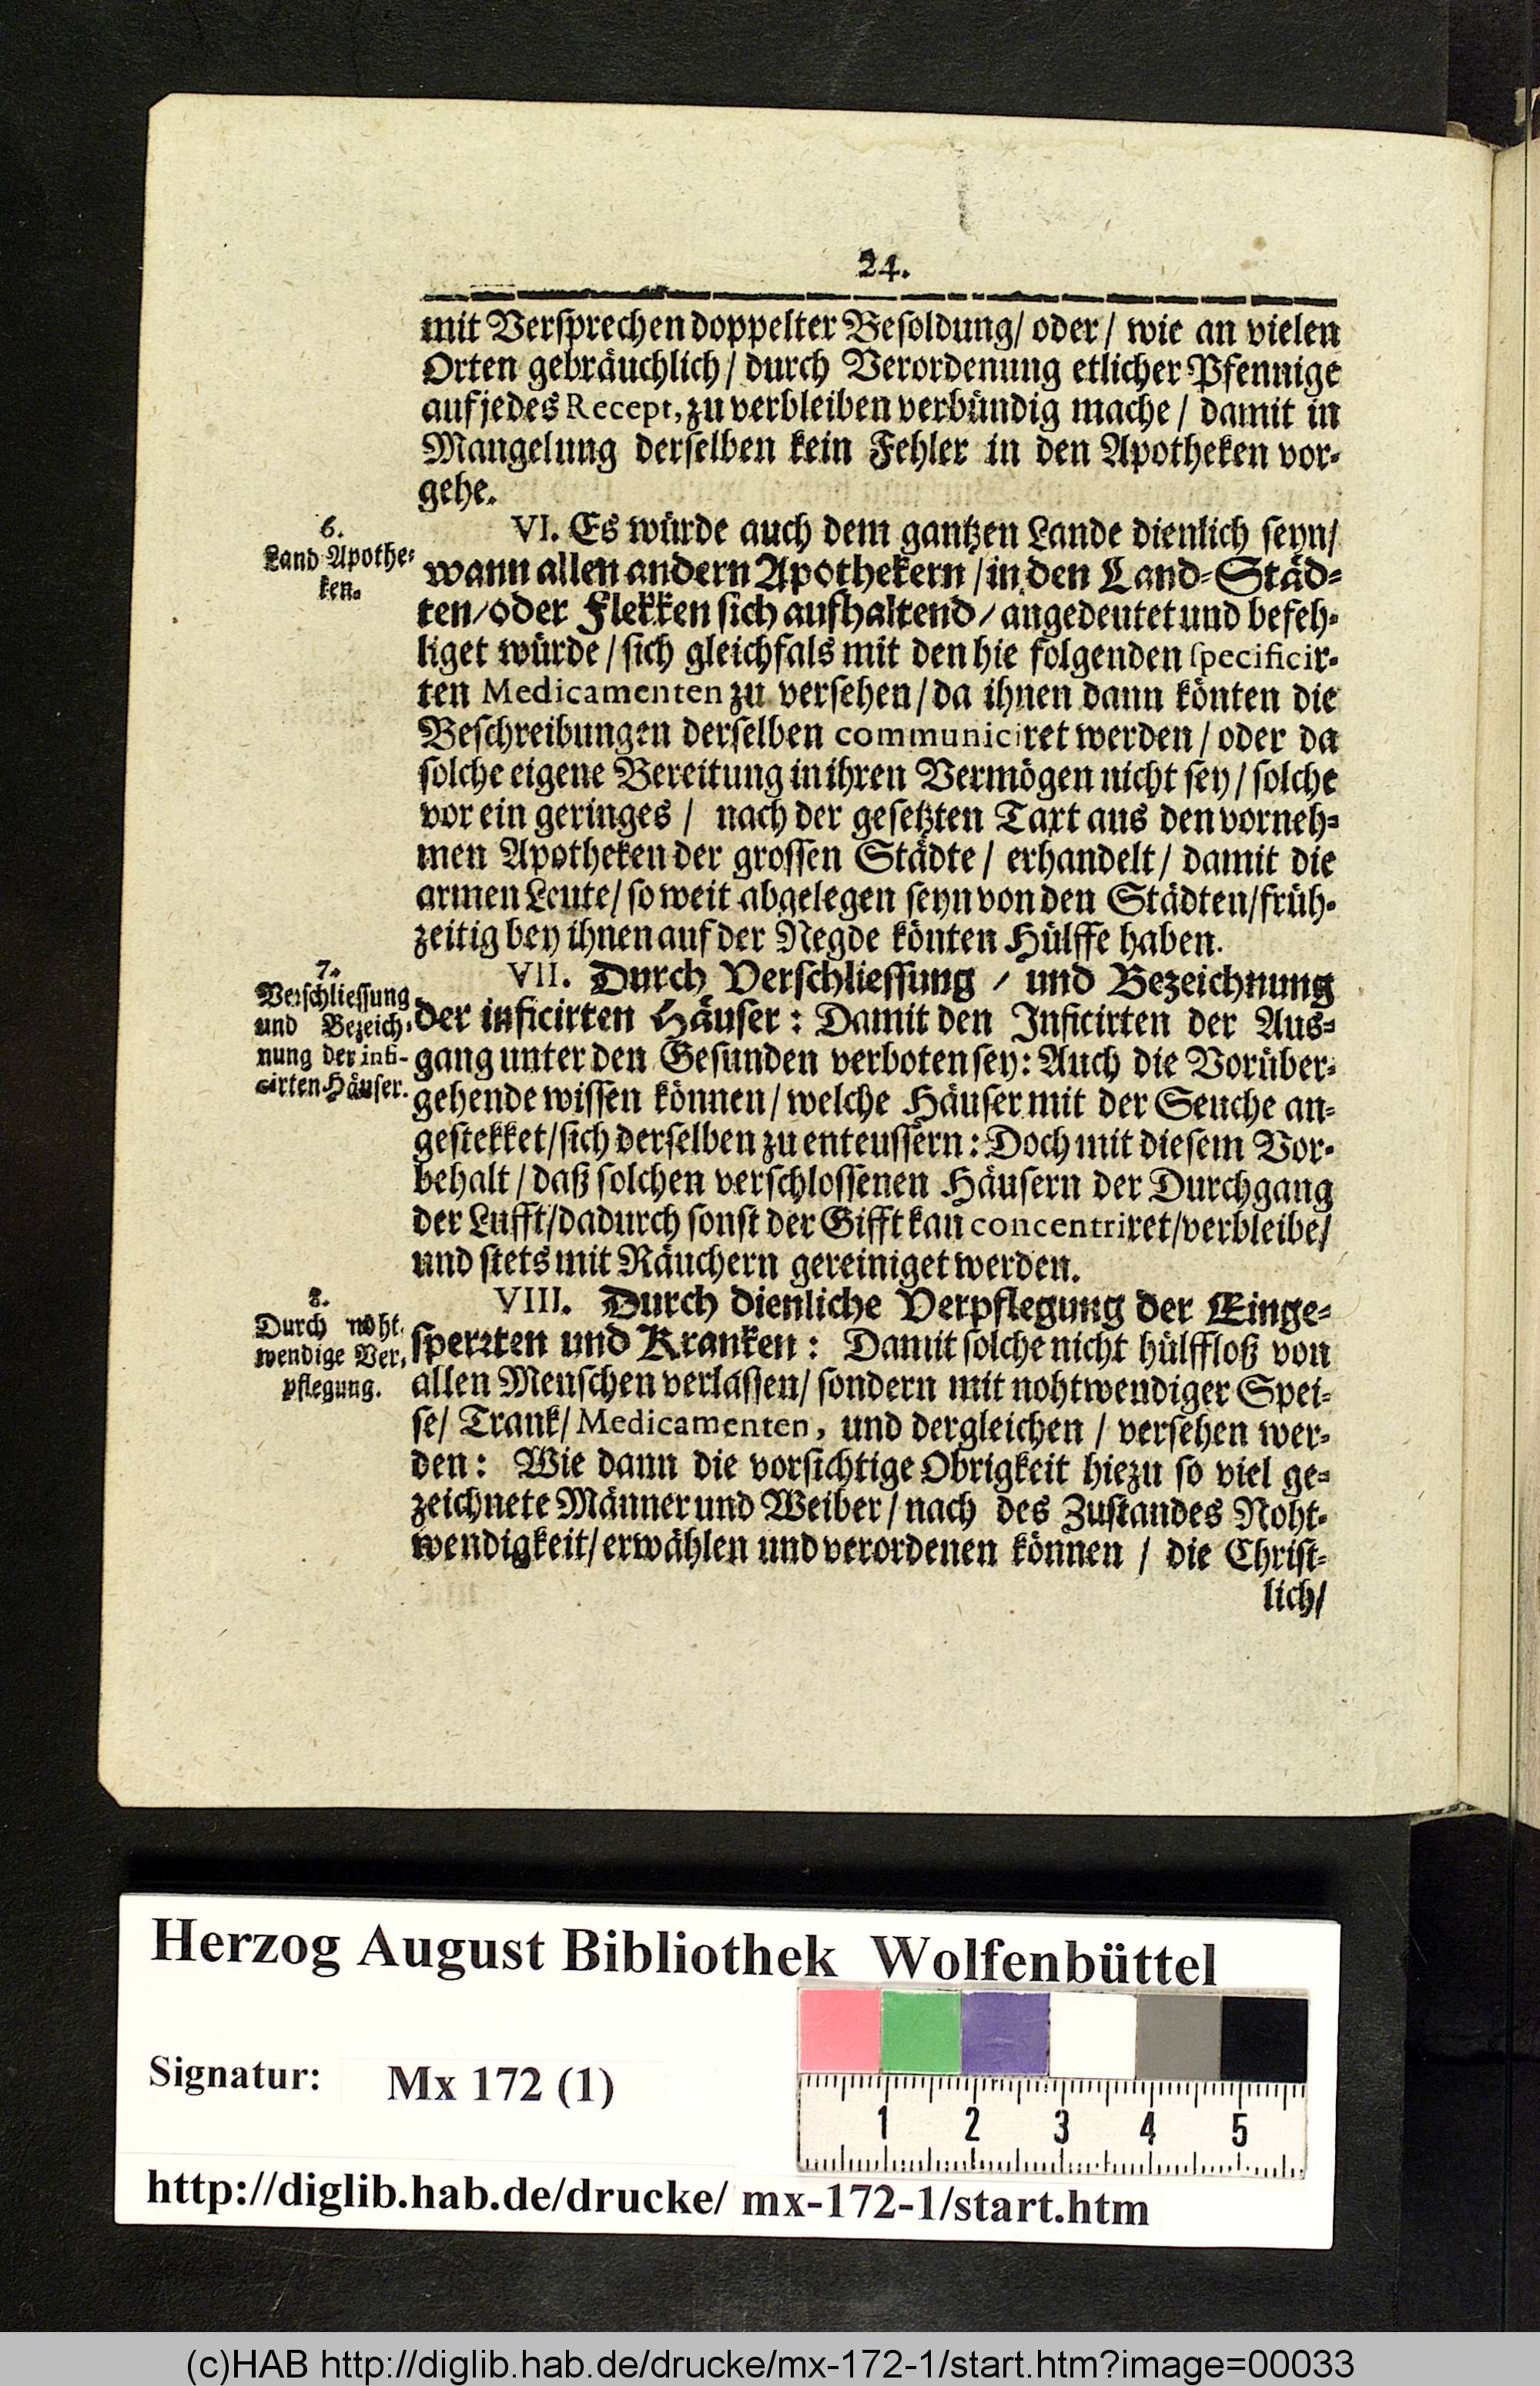 24.
mit Versprechen doppelter Besoldung/ oder/ wie an vielen
Orten gebräuchlich/ durch Verordenung etlicher Pfennige
auf jedes Recept, zu verbleiben verbündig mache/ damit in
Mangelung derselben kein Fehler in den Apotheken vor-
gehe.
6.
Land-Apothe-
ken.
VI. Es würde auch dem gantzen Lande dienlich seyn/
wann allen andern Apothekern/ in den Land-Städ-
ten/ oder Flekken sich aufhaltend/ angedeutet und befeh-
liget würde/ sich gleichfals mit den hie folgenden specificir-
ten Medicamenten zu versehen/ da ihnen dann könten die
Beschreibungen derselben communiciret werden/ oder da
solche eigene Bereitung in ihren Vermögen nicht sey/ solche
vor ein geringes/ nach der gesetzten Taxt aus den vorneh-
men Apotheken der grossen Städte/ erhandelt/ damit die
armen Leute/ so weit abgelegen seyn von den Städten/ früh-
zeitig bey ihnen auf der Negde könten Hülffe haben.
7.
Verschliessung
und Bezeich-
nung der infi-
cirten Häuser.
VII. Durch Verschliessung/ und Bezeichnung
der inficirten Häuser: Damit den Inficirten der Aus-
gang unter den Gesunden verboten sey: Auch die Vorüber-
gehende wissen können/ welche Häuser mit der Seuche an-
gestekket/ sich derselben zu enteussern: Doch mit diesem Vor-
behalt/ daß solchen verschlossenen Häusern der Durchgang
der Lufft/ dadurch sonst der Gifft kan concentriret/ verbleibe/
und stets mit Räuchern gereiniget werden.
8.
Durch noht-
wendige Ver-
pflegung.
VIII. Durch dienliche Verpflegung der Einge-
sperrten und Kranken: Damit solche nicht hülffloß von
allen Menschen verlassen/ sondern mit nohtwendiger Spei-
se/ Trank/ Medicamenten, und dergleichen/ versehen wer-
den: Wie dann die vorsichtige Obrigkeit hiezu so viel ge-
zeichnete Männer und Weiber/ nach des Zustandes Noht-
wendigkeit/ erwählen und verordenen können/ die Christ-
lich/
Herzog August Bibliothek Wolfenbüttel
Signatur: Mx 172 (1)
1 2 3 4 5
http://diglib.hab.de/drucke/ mx-172-1/start.htm
(c)HAB http://diglib.hab.de/drucke/mx-172-1/start.htm?image=00033